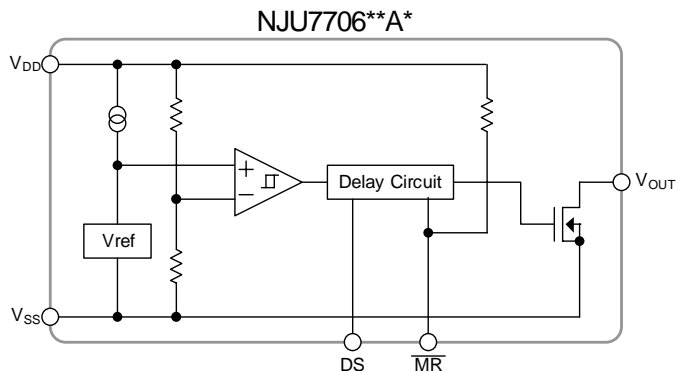 NJU7706**A*
VDD
+
−
Delay Circuit
VOUT
Vref
VSS
DS
MR